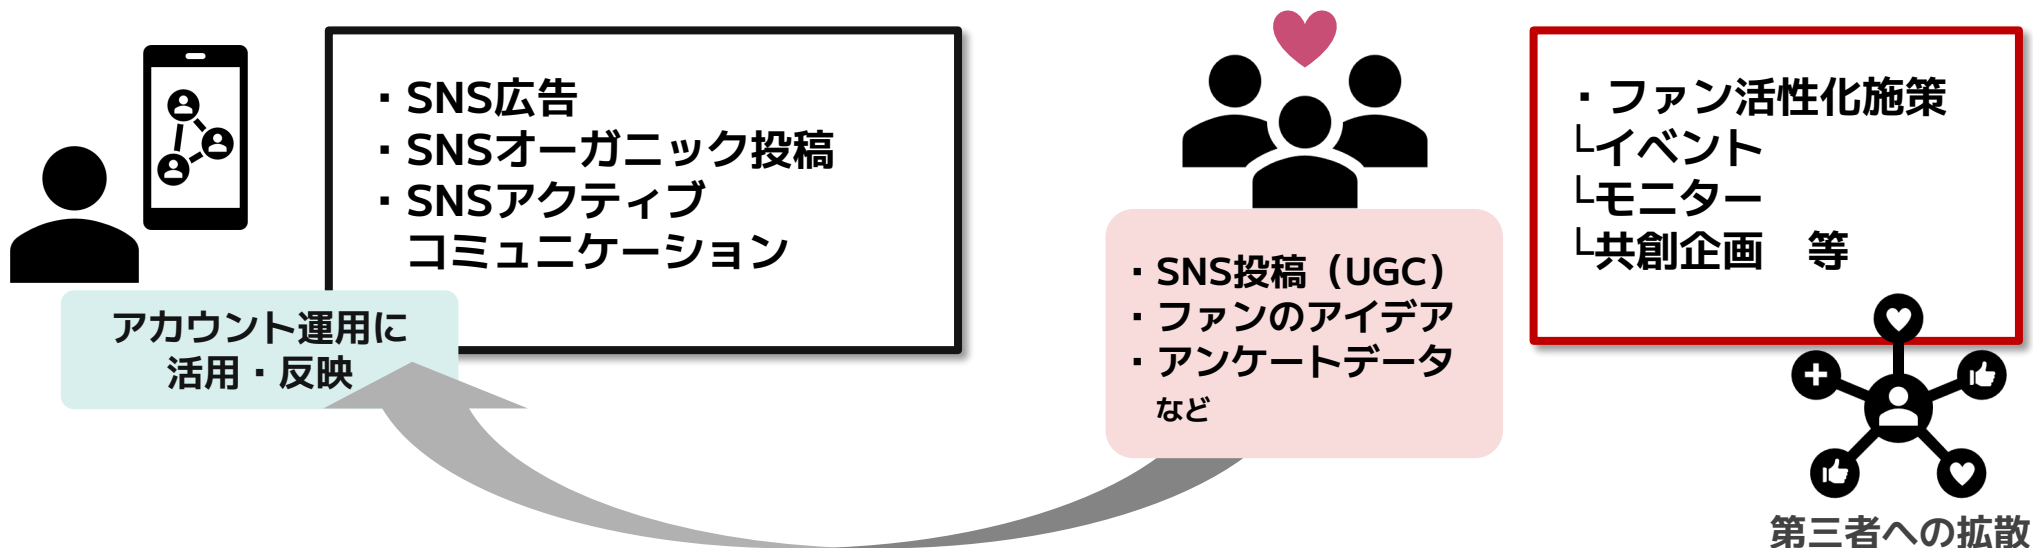 ・SNS広告
・SNSオーガニック投稿
・SNSアクティブ
コミュニケーション
アカウント運用に
活用・反映
・SNS投稿（UGC）
・ファンのアイデア
・アンケートデータ
など
・ファン活性化施策
└イベント
└モニター
└共創企画　等
第三者への拡散